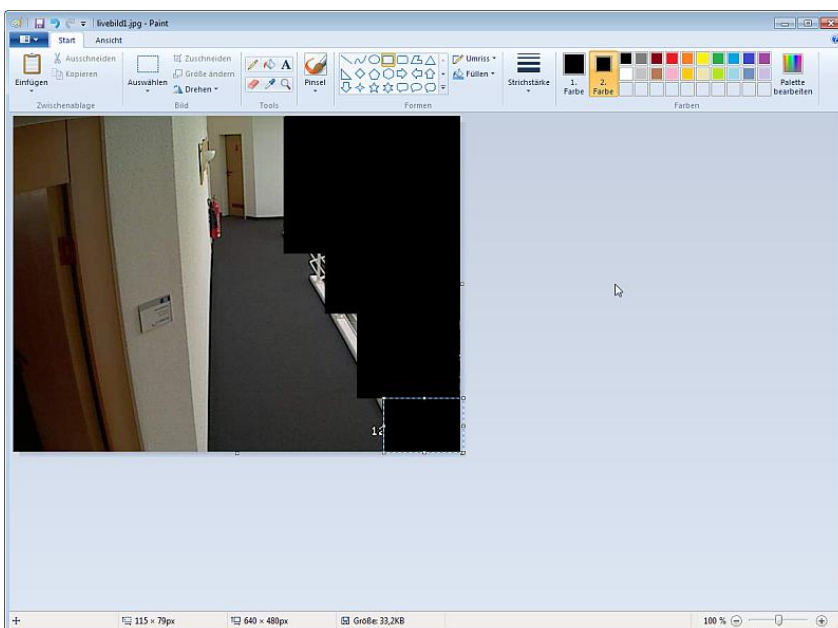 livebild1.jpg - Paint
Start Ansicht
Einfügen
Ausschneiden
Kopieren
Zwischenablage
Auswählen
Zuschneiden
Größe ändern
Drehen
Bild
A
Tools
Pinsel
Formen
Umriss
Füllen
Strichstärke
1. Farbe
2. Farbe
Palette bearbeiten
Farben
115 × 79px
640 × 480px
Größe: 33,2KB
100 %